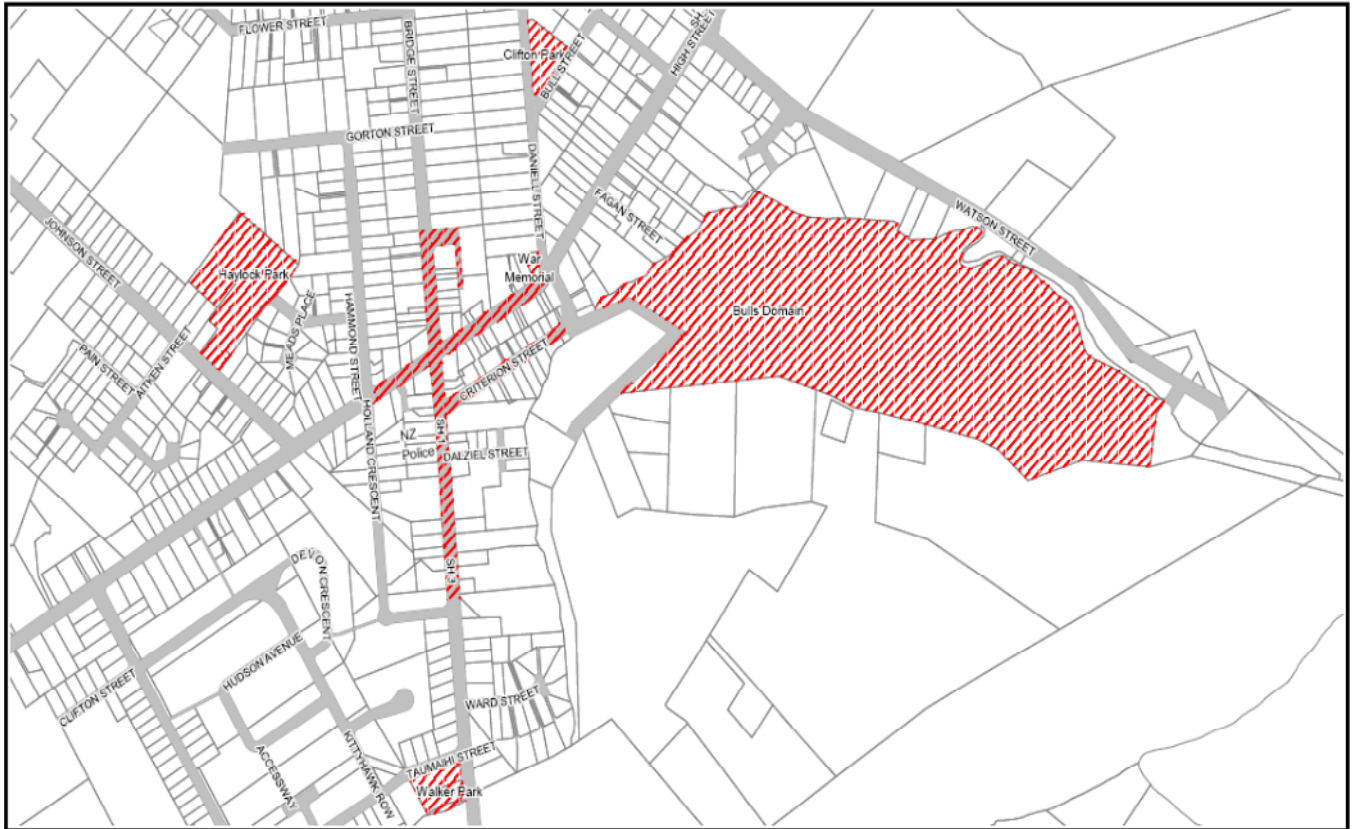 FLOWER STREET
BRIDGE STREET
Clifton Park
BULL STREET
HIGH STREET
GORTON STREET
DANIELL STREET
FAGAN STREET
WATSON STREET
JOHNSON STREET
War
Memorial
Haylock Park
HAMMOND STREET
MEADS PLACE
Bulls Domain
PAIN STREET
AITKEN STREET
CRITERION STREET
HOLLAND CRESCENT
NZ
Police
SH 1
DALZIEL STREET
SH 3
DEVON CRESCENT
HUDSON AVENUE
CLIFTON STREET
WARD STREET
ACCESSWAY
KITTYHAWK ROW
TAUMAIHI STREET
Walker Park